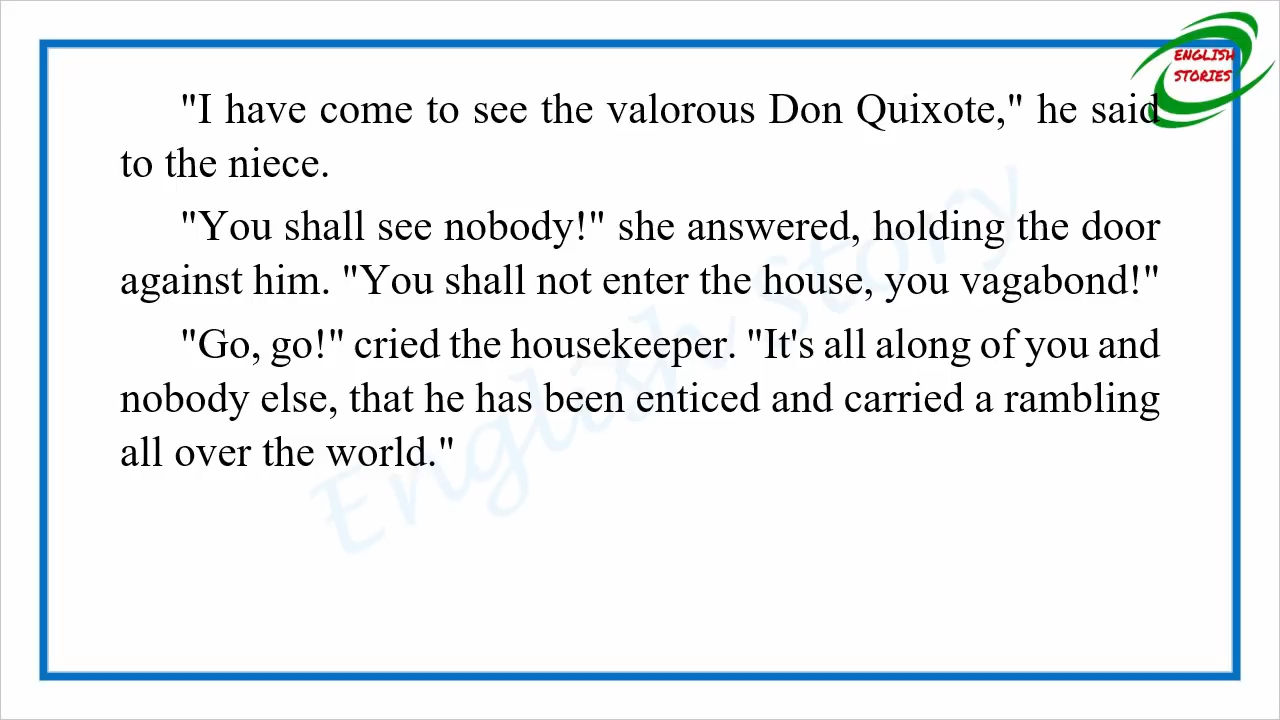 ENGLISH
STORIES
"I have come to see the valorous Don Quixote," he said
to the niece.
"You shall see nobody!" she answered, holding the door
against him. "You shall not enter the house, you vagabond!"
"Go, go!" cried the housekeeper. "It's all along of you and
nobody else, that he has been enticed and carried a rambling
all over the world."
English Story